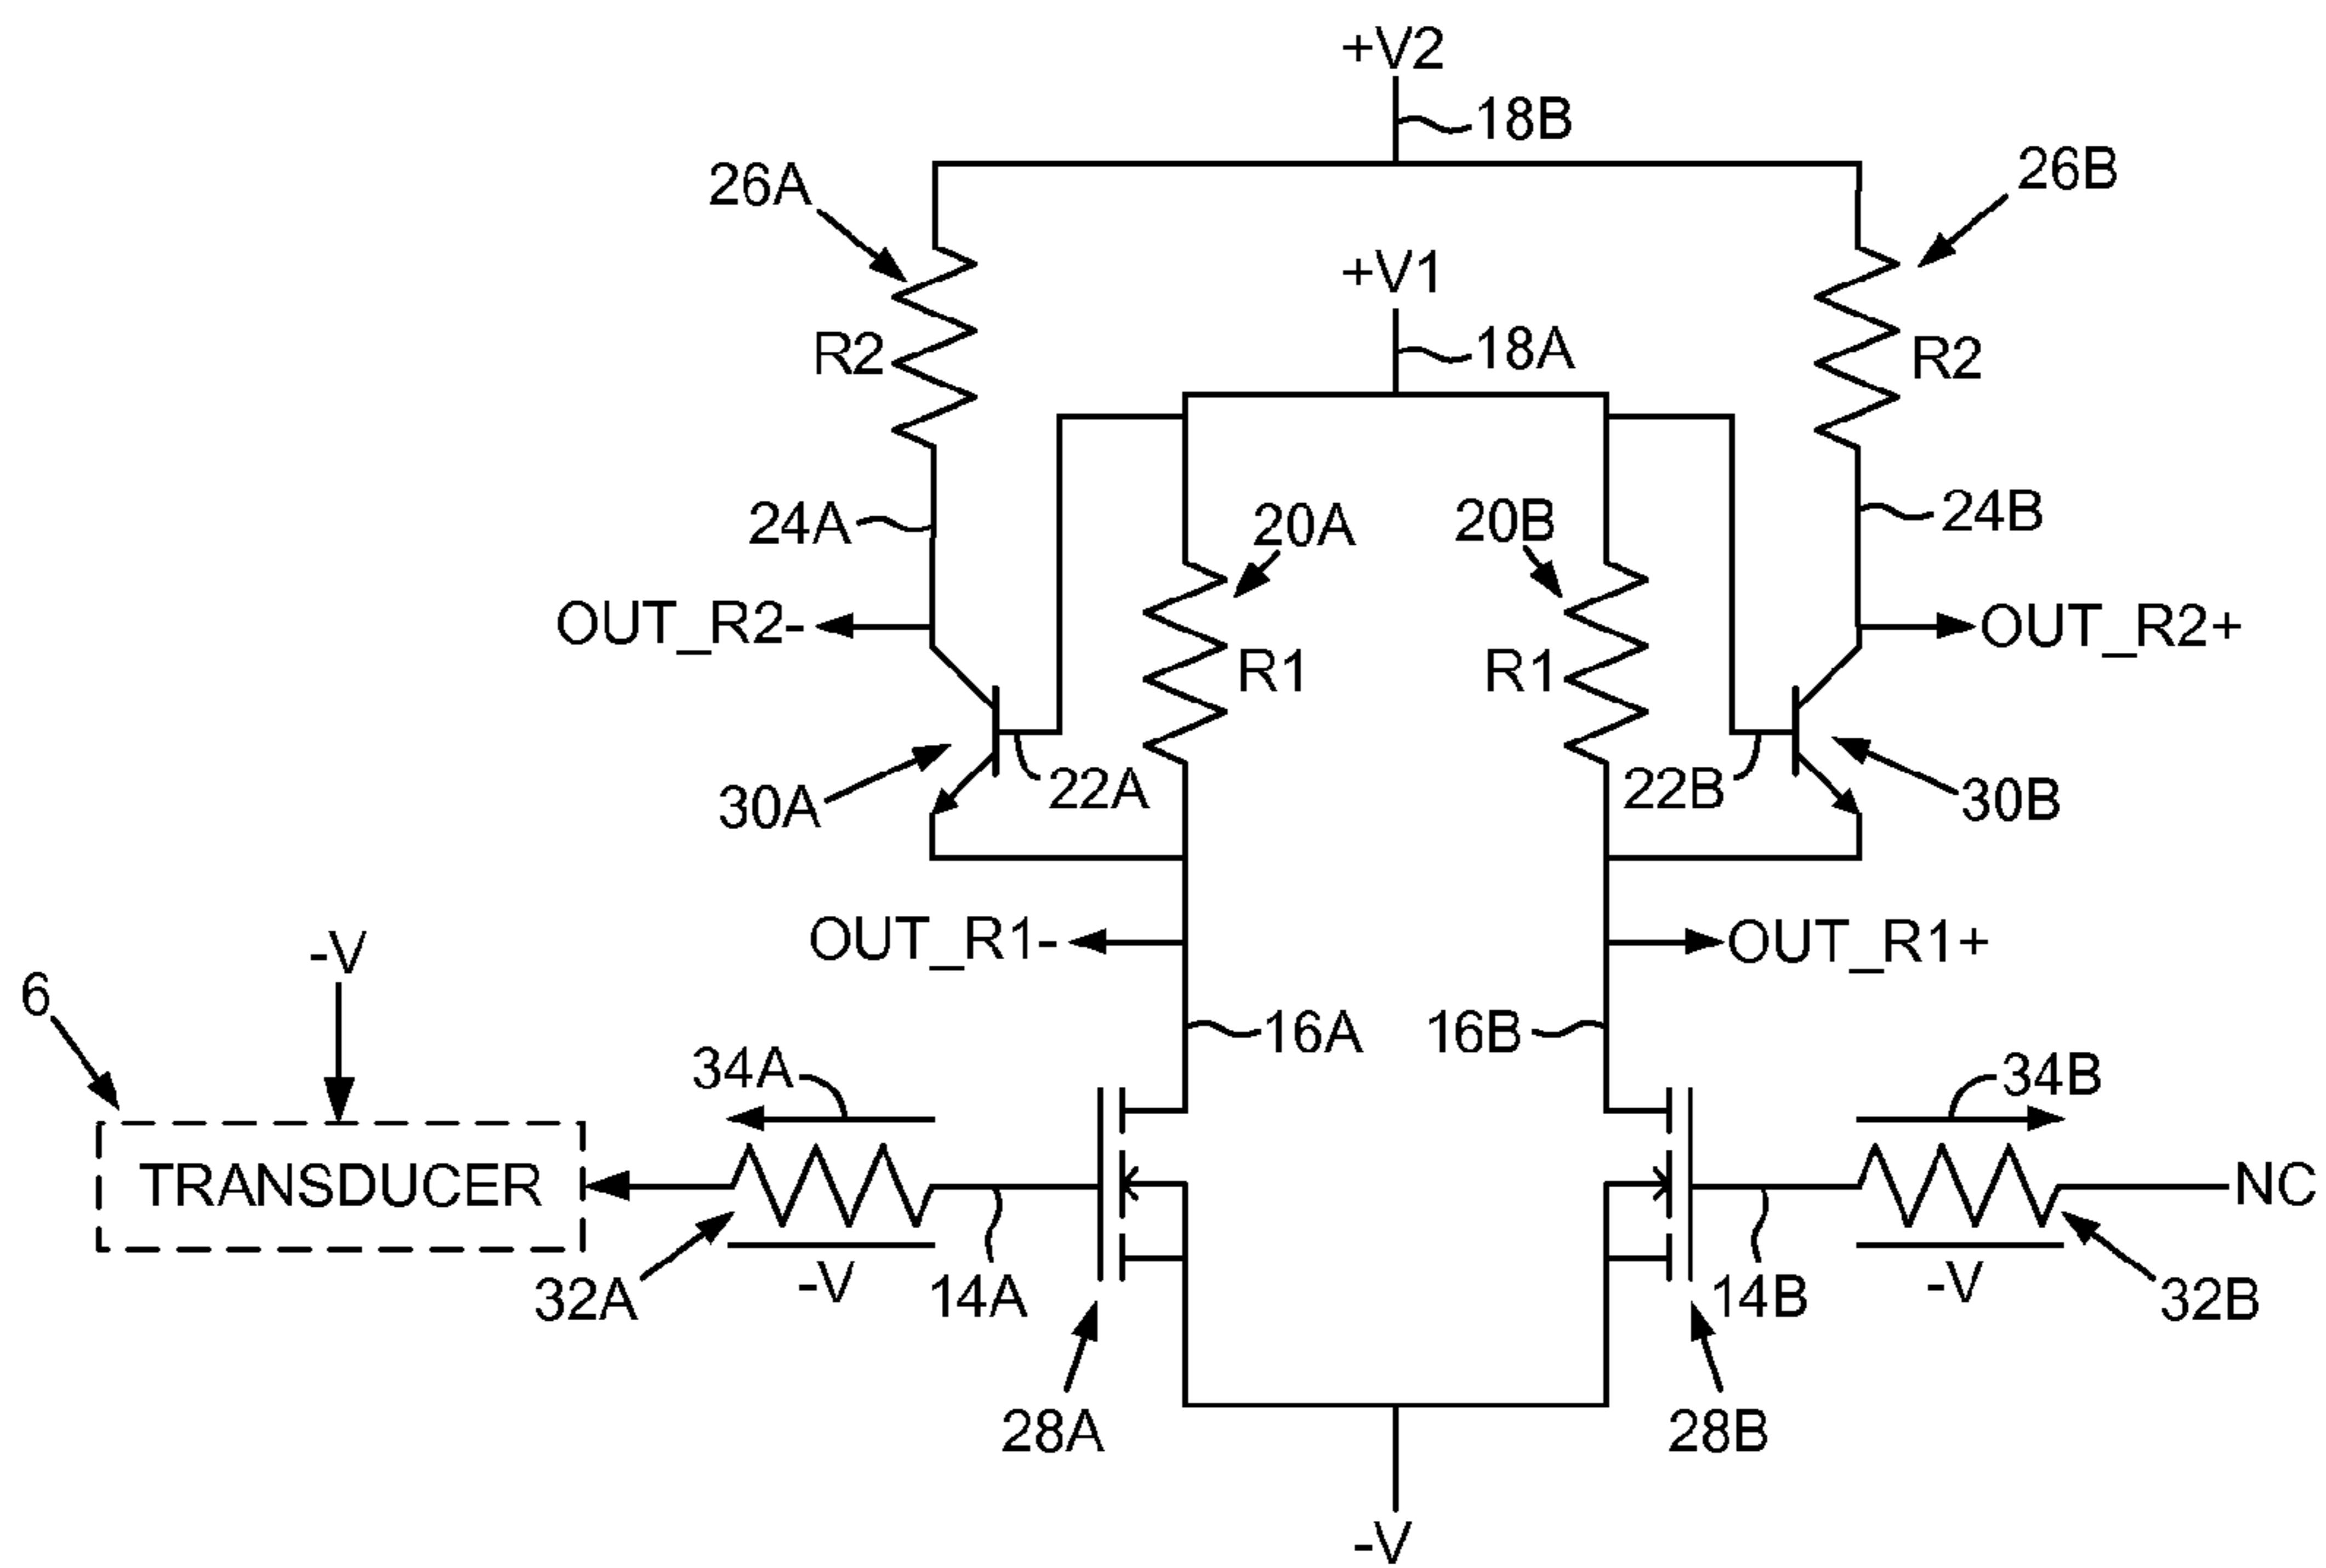 +V2
18B
26A
26B
+V1
R2
18A
R2
24A
20A
20B
24B
OUT_R2-
R1
R1
OUT_R2+
30A
22A
22B
30B
OUT_R1-
OUT_R1+
-V
6
16A
16B
34A
34B
TRANSDUCER
NC
32A
-V
14A
14B
-V
32B
28A
28B
-V